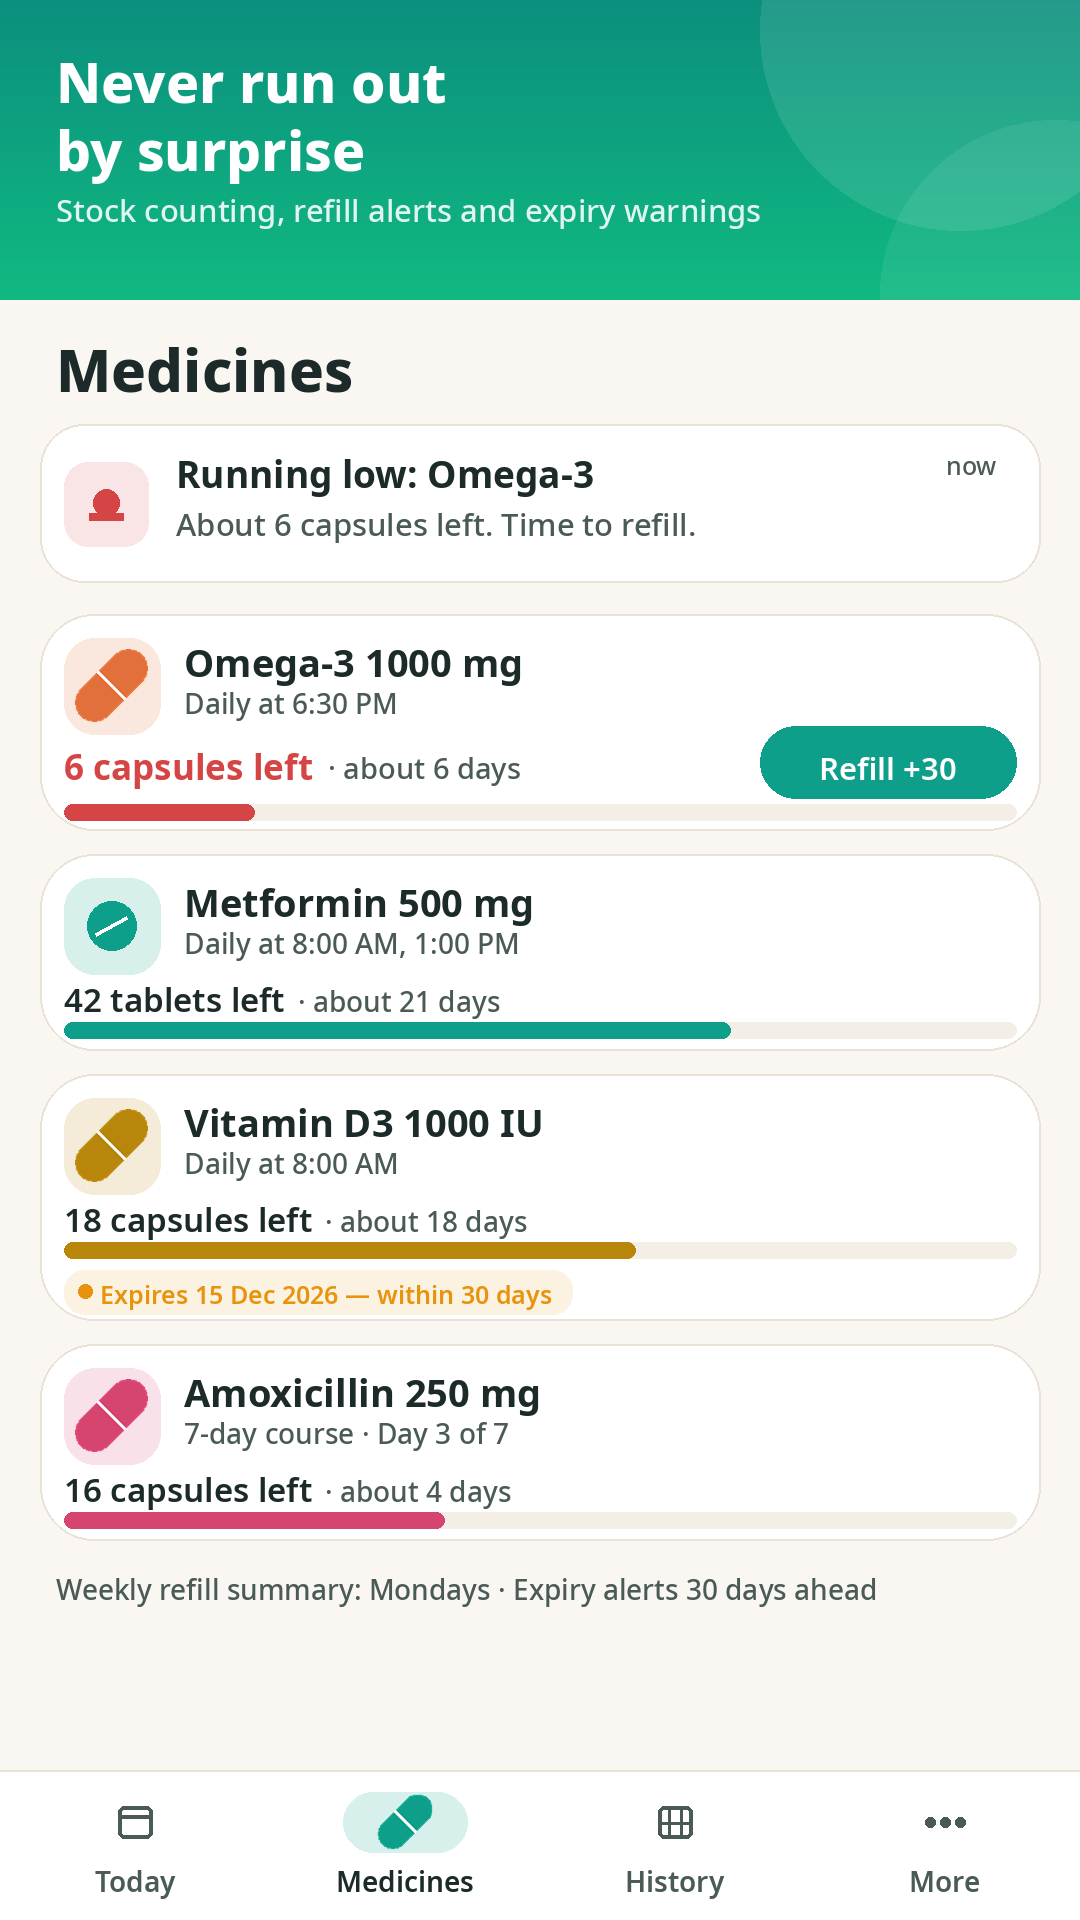 Never run out
by surprise
Stock counting, refill alerts and expiry warnings
Medicines
Running low: Omega-3
now
About 6 capsules left. Time to refill.
Omega-3 1000 mg
Daily at 6:30 PM
6 capsules left · about 6 days
Refill +30
Metformin 500 mg
Daily at 8:00 AM, 1:00 PM
42 tablets left · about 21 days
Vitamin D3 1000 IU
Daily at 8:00 AM
18 capsules left · about 18 days
Expires 15 Dec 2026 — within 30 days
Amoxicillin 250 mg
7-day course · Day 3 of 7
16 capsules left · about 4 days
Weekly refill summary: Mondays · Expiry alerts 30 days ahead
Today
Medicines
History
More